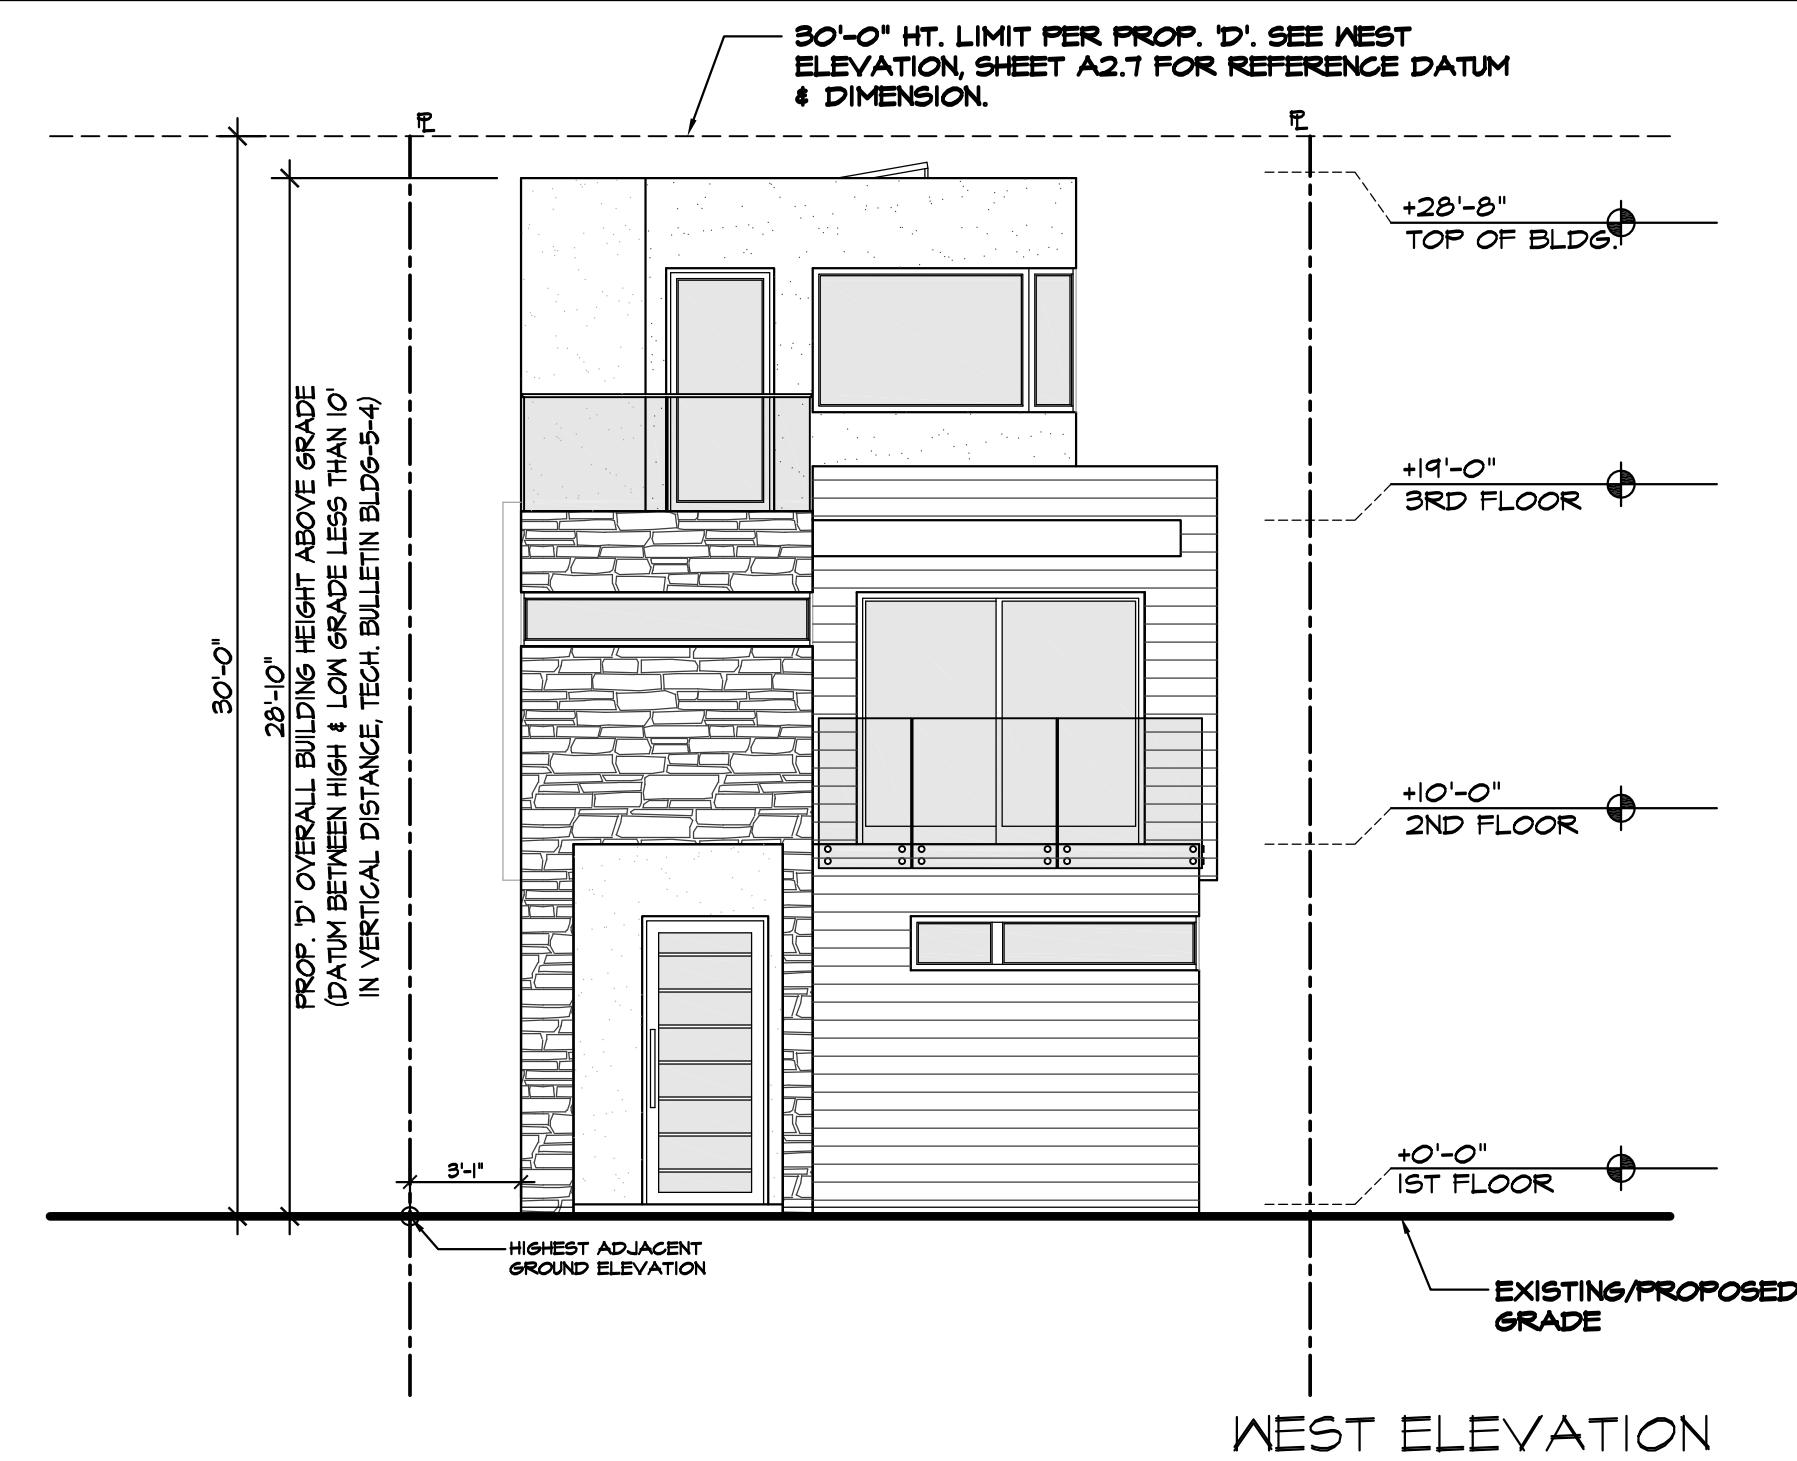 30'-0" HT. LIMIT PER PROP. 'D'. SEE WEST
ELEVATION, SHEET A2.7 FOR REFERENCE DATUM
& DIMENSION.
PL
PL
+28'-8"
TOP OF BLDG.
+19'-0"
3RD FLOOR
+10'-0"
2ND FLOOR
+0'-0"
1ST FLOOR
30'-0"
28'-10"
PROP. 'D' OVERALL BUILDING HEIGHT ABOVE GRADE
(DATUM BETWEEN HIGH & LOW GRADE LESS THAN 10'
IN VERTICAL DISTANCE, TECH. BULLETIN BLDG-5-4)
3'-1"
HIGHEST ADJACENT
GROUND ELEVATION
EXISTING/PROPOSED
GRADE
WEST ELEVATION